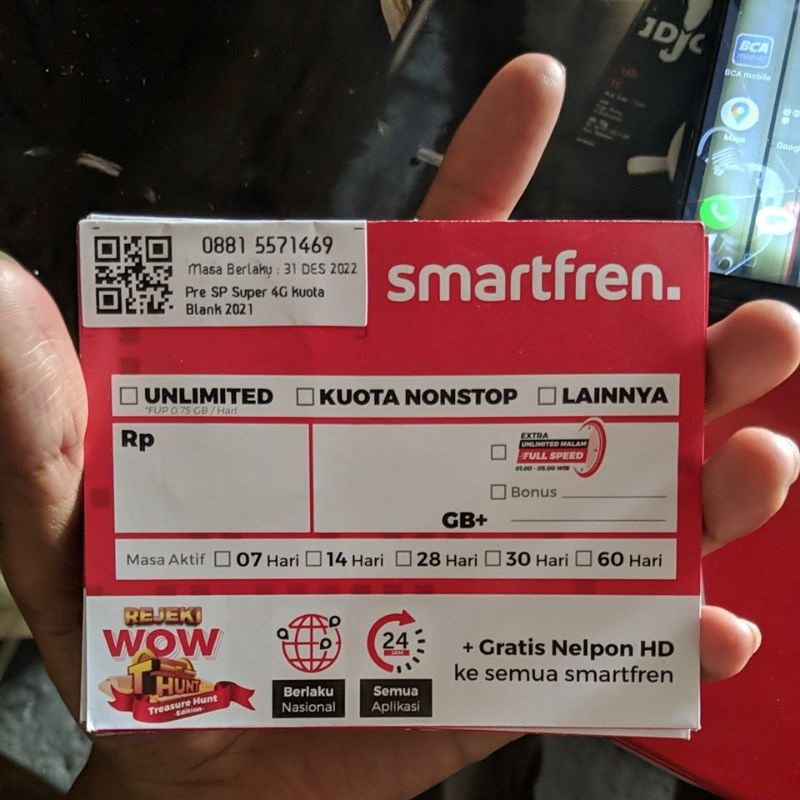 JDJC
BCA
mobile
BCA mobile
Maps
0881 5571469
Masa Berlaku : 31 DES 2022
Pre SP Super 4G Kuota
Blank 2021
smartfren.
UNLIMITED
*FUP 0.75 GB / Hari
KUOTA NONSTOP
LAINNYA
Rp
EXTRA
UNLIMITED MALAM
FULL SPEED
01.00 - 05.00 WIB
Bonus
GB+
Masa Aktif 07 Hari 14 Hari 28 Hari 30 Hari 60 Hari
REJEKI
WOW
T HUNT
Treasure Hunt
- Edition -
Berlaku
Nasional
24
JAM
Semua
Aplikasi
+ Gratis Nelpon HD
ke semua smartfren